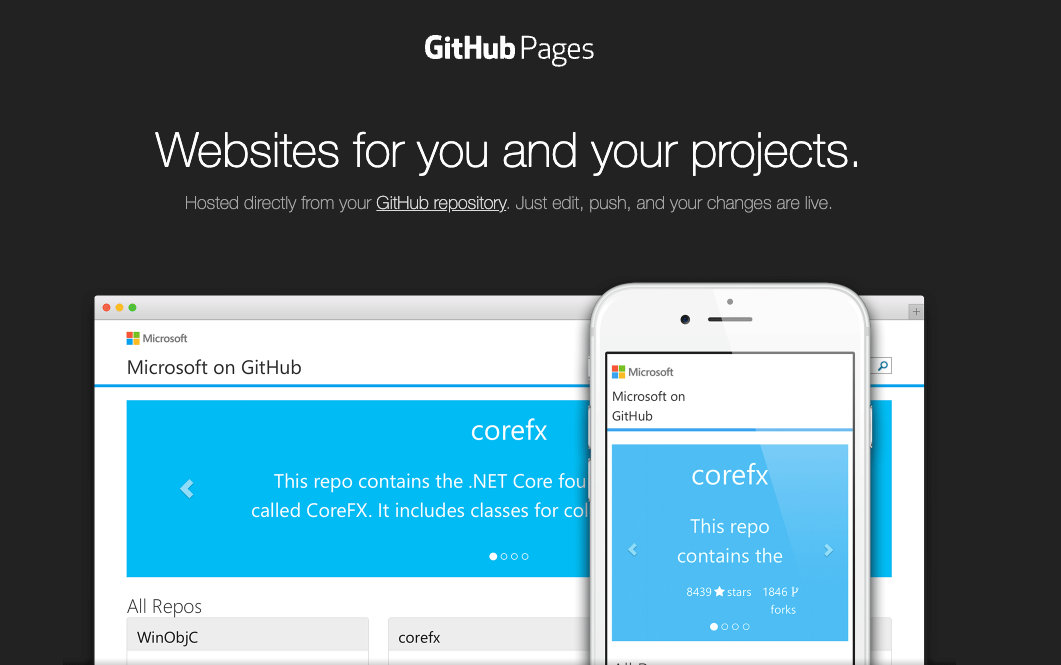 GitHub Pages
Websites for you and your projects.
Hosted directly from your GitHub repository. Just edit, push, and your changes are live.
Microsoft
Microsoft on GitHub
corefx
This repo contains the .NET Core fou
called CoreFX. It includes classes for col
All Repos
WinObjC
corefx
Microsoft
Microsoft on
GitHub
corefx
This repo
contains the
8439 stars 1846
forks